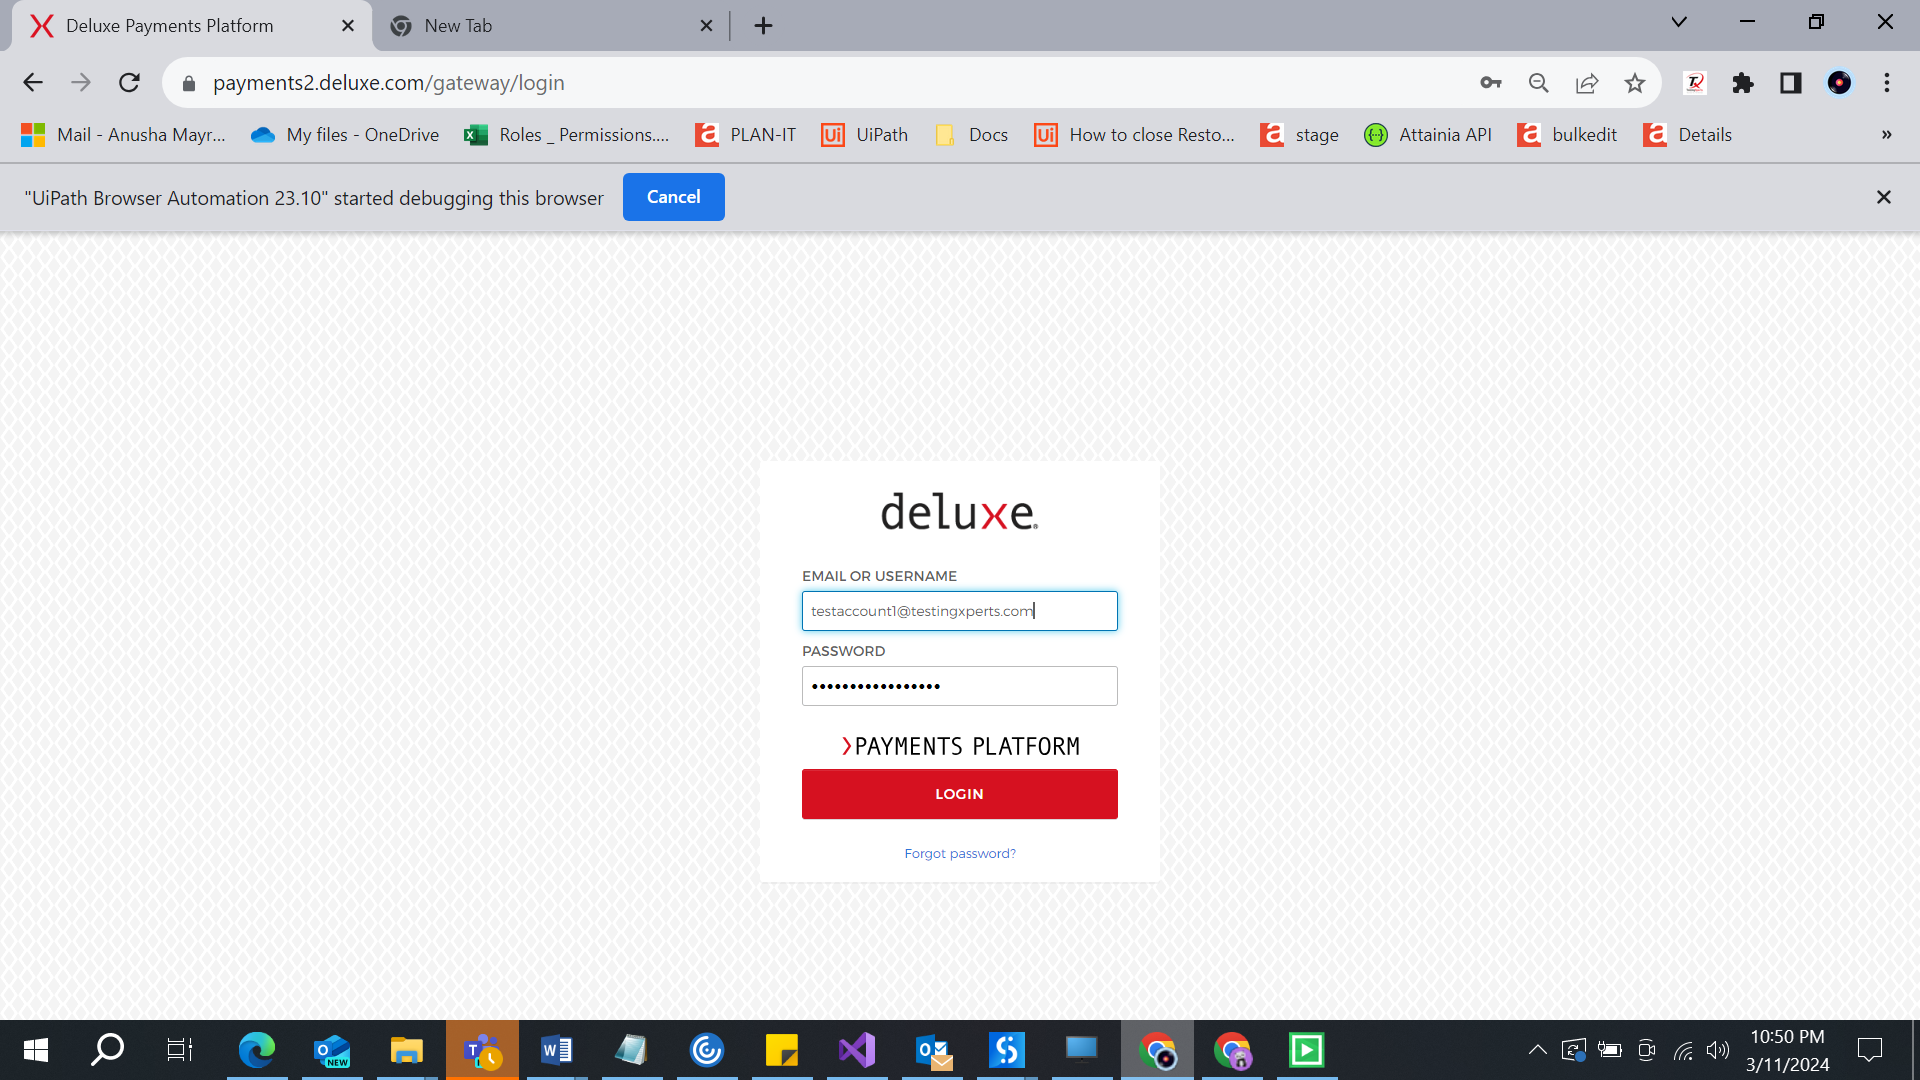 Deluxe Payments Platform
New Tab
payments2.deluxe.com/gateway/login
Mail - Anusha Mayr...
My files - OneDrive
Roles _ Permissions....
PLAN-IT
UiPath
Docs
How to close Resto...
stage
Attainia API
bulkedit
Details
»
"UiPath Browser Automation 23.10" started debugging this browser
Cancel
deluxe.
EMAIL OR USERNAME
testaccount1@testingxperts.com
PASSWORD
•••••••••••••••••
PAYMENTS PLATFORM
LOGIN
Forgot password?
NEW
10:50 PM
3/11/2024